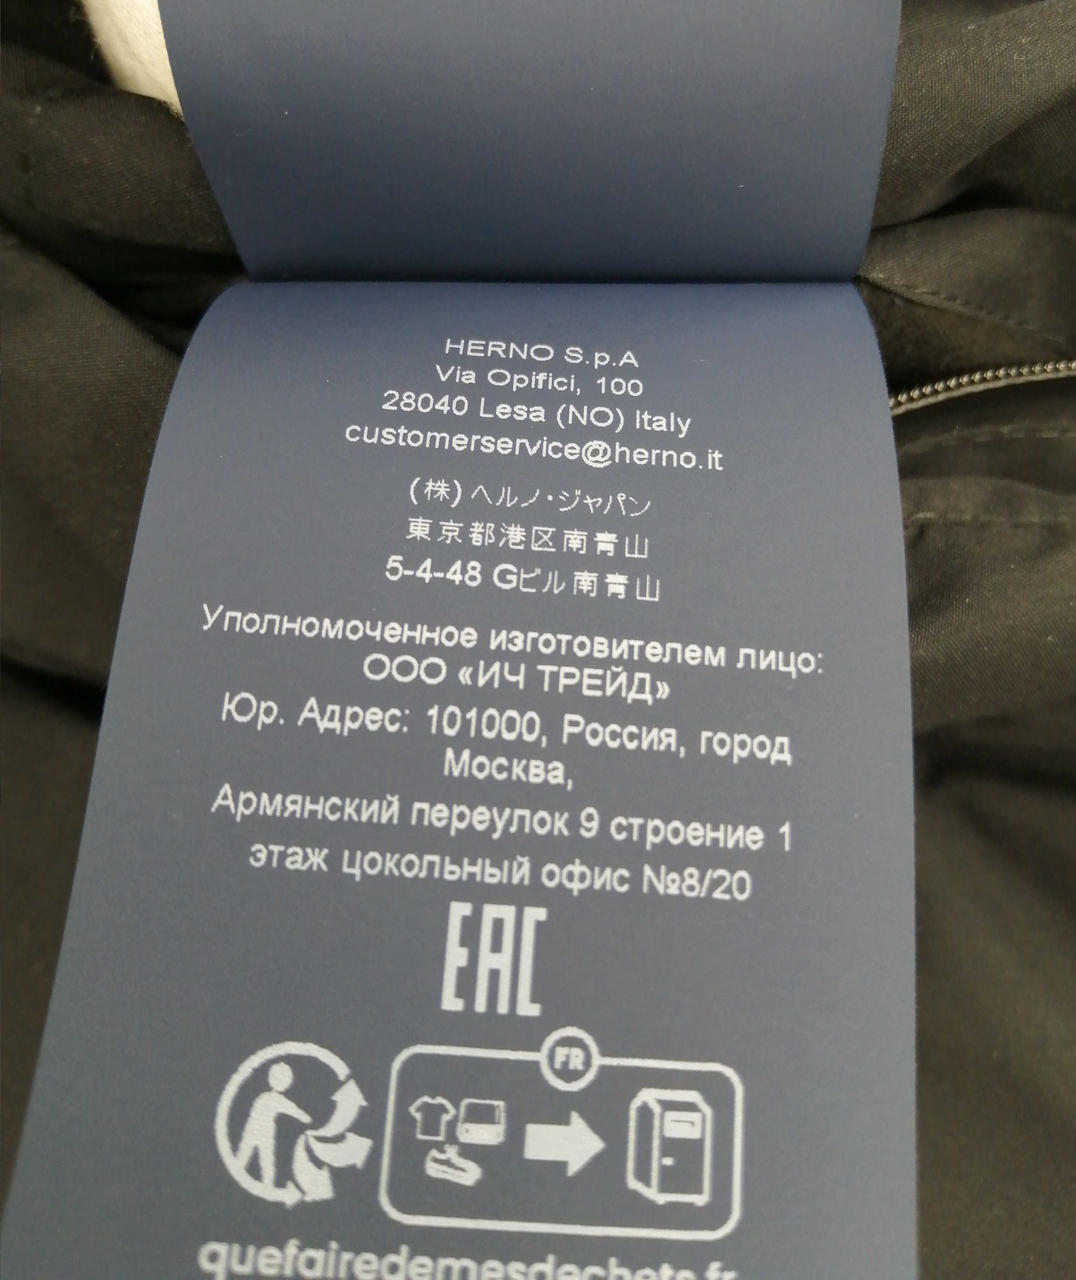 HERNO S.p.A
Via Opifici, 100
28040 Lesa (NO) Italy
customerservice@herno.it
(株)ヘルノ・ジャパン
東京都港区南青山
5-4-48 Gビル南青山
Уполномоченное изготовителем лицо:
ООО «ИЧ ТРЕЙД»
Юр. Адрес: 101000, Россия, город
Москва,
Армянский переулок 9 строение 1
этаж цокольный офис №8/20
EAC
FR
quefairedemesdechets.fr